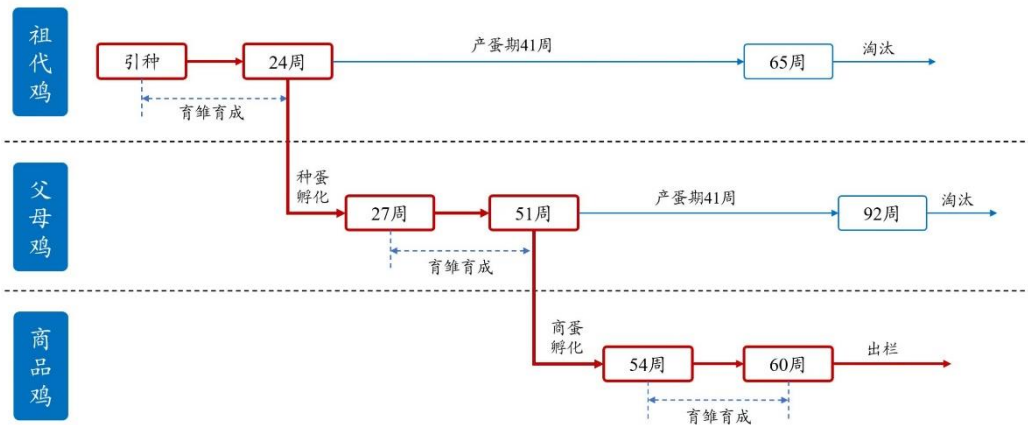 祖代鸡
引种
24周
产蛋期41周
65周
淘汰
育雏育成
父母鸡
种蛋
孵化
27周
51周
产蛋期41周
92周
淘汰
育雏育成
商品鸡
商蛋
孵化
54周
60周
出栏
育雏育成